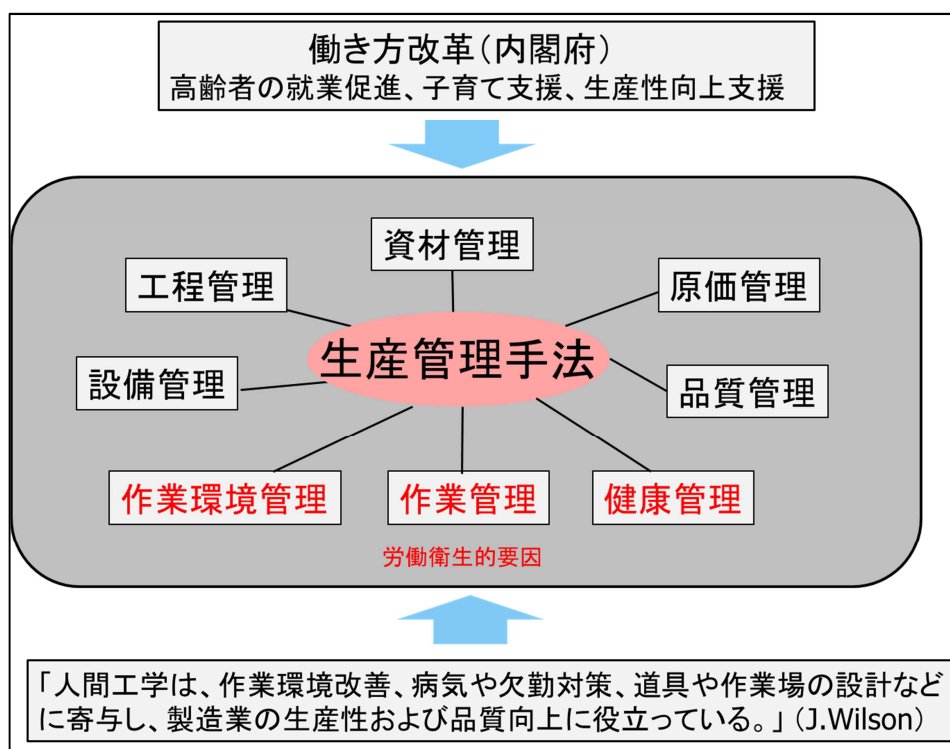 働き方改革(内閣府)
高齢者の就業促進、子育て支援、生産性向上支援
資材管理
工程管理
原価管理
生産管理手法
設備管理
品質管理
作業環境管理
作業管理
健康管理
労働衛生的要因
「人間工学は、作業環境改善、病気や欠勤対策、道具や作業場の設計など
に寄与し、製造業の生産性および品質向上に役立っている。」(J.Wilson)